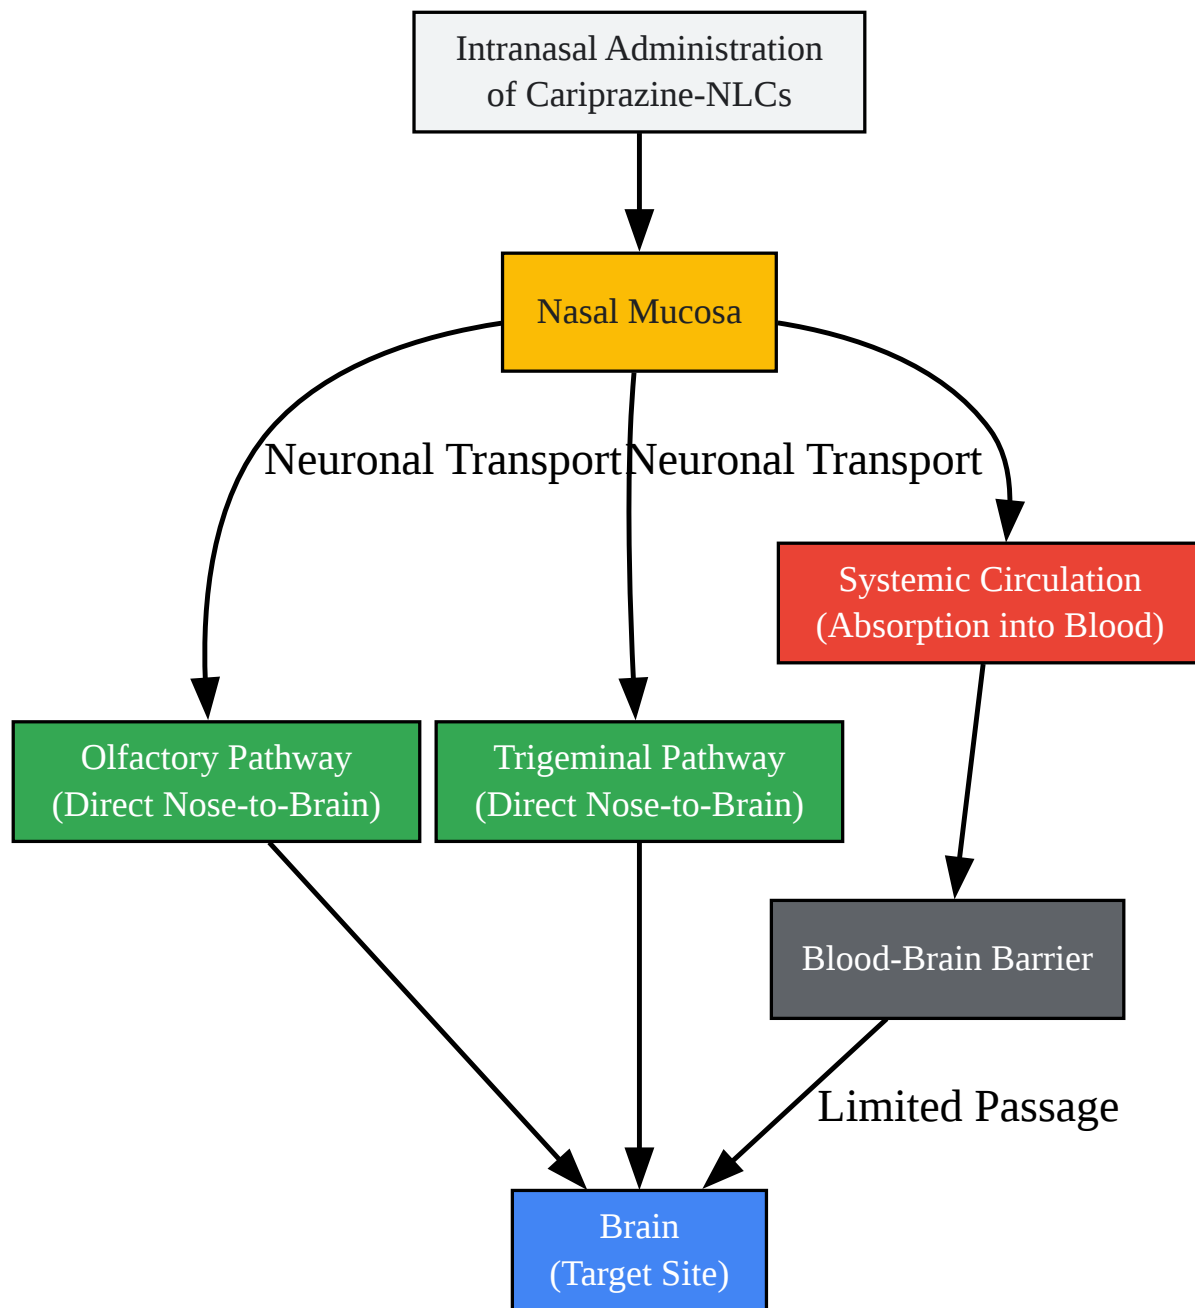 Intranasal Administration
of Cariprazine-NLCs
Nasal Mucosa
Neuronal Transport
Neuronal Transport
Systemic Circulation
(Absorption into Blood)
Olfactory Pathway
(Direct Nose-to-Brain)
Trigeminal Pathway
(Direct Nose-to-Brain)
Blood-Brain Barrier
Limited Passage
Brain
(Target Site)